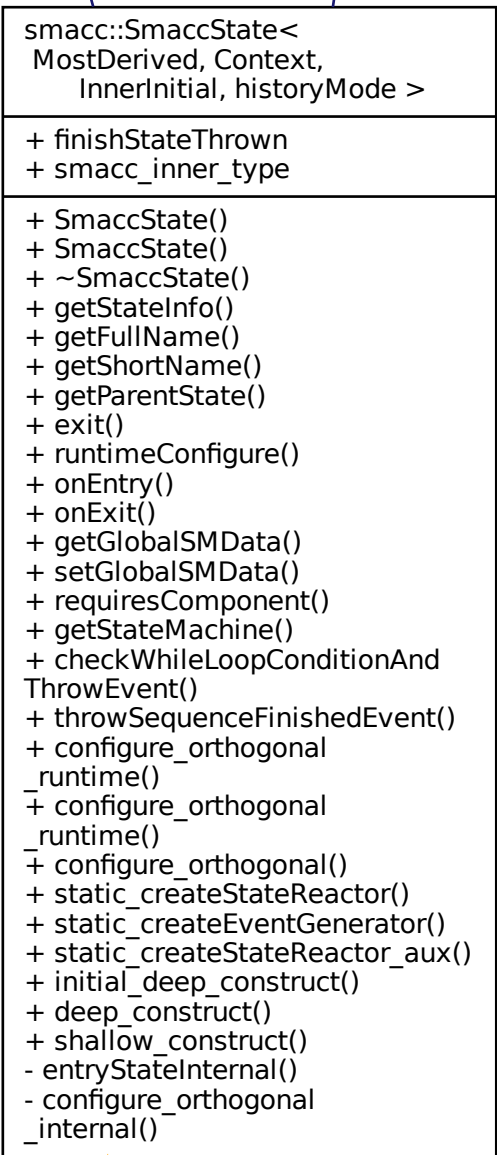 smacc::SmaccState<
MostDerived, Context,
InnerInitial, historyMode >
+ finishStateThrown
+ smacc_inner_type
+ SmaccState()
+ SmaccState()
+ ~SmaccState()
+ getStateInfo()
+ getFullName()
+ getShortName()
+ getParentState()
+ exit()
+ runtimeConfigure()
+ onEntry()
+ onExit()
+ getGlobalSMData()
+ setGlobalSMData()
+ requiresComponent()
+ getStateMachine()
+ checkWhileLoopConditionAnd
ThrowEvent()
+ throwSequenceFinishedEvent()
+ configure_orthogonal
_runtime()
+ configure_orthogonal
_runtime()
+ configure_orthogonal()
+ static_createStateReactor()
+ static_createEventGenerator()
+ static_createStateReactor_aux()
+ initial_deep_construct()
+ deep_construct()
+ shallow_construct()
- entryStateInternal()
- configure_orthogonal
_internal()